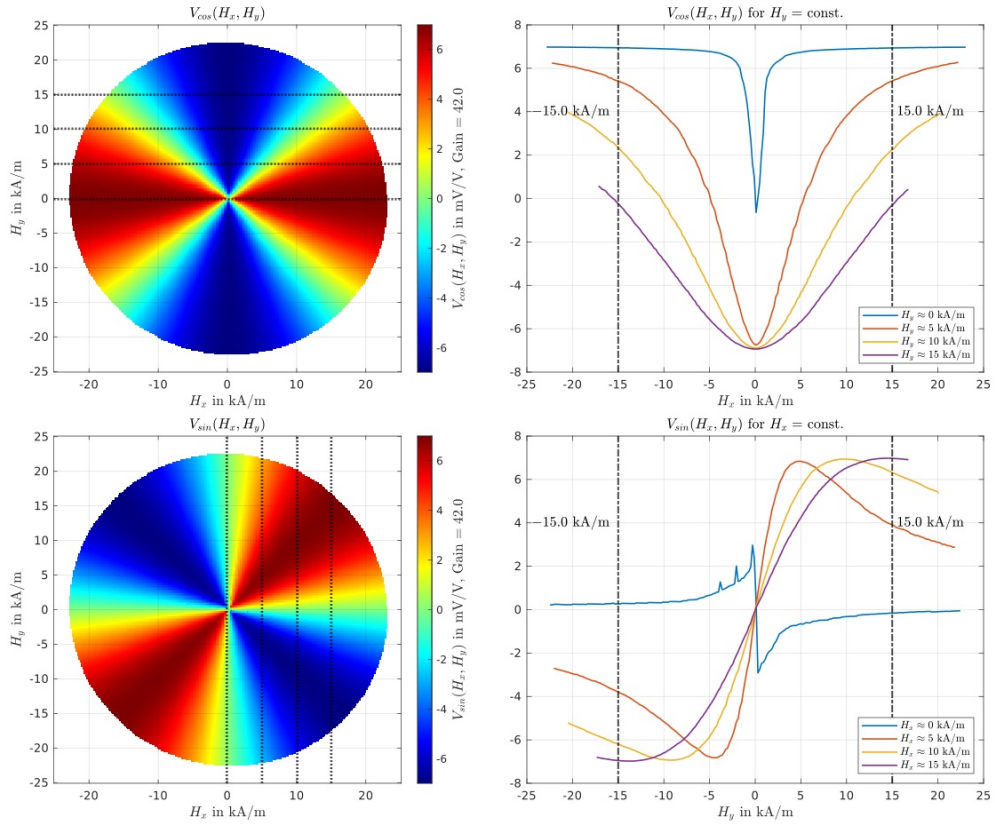 V_cos(H_x, H_y)
25
20
15
10
5
0
-5
-10
-15
-20
-25
H_y in kA/m
-20 -10 0 10 20
H_x in kA/m
6
4
2
0
-2
-4
-6
V_cos(H_x, H_y) in mV/V, Gain = 42.0
V_cos(H_x, H_y) for H_y = const.
8
6
4
2
0
-2
-4
-6
-8
−15.0 kA/m
15.0 kA/m
H_y ≈ 0 kA/m
H_y ≈ 5 kA/m
H_y ≈ 10 kA/m
H_y ≈ 15 kA/m
-25 -20 -15 -10 -5 0 5 10 15 20 25
H_x in kA/m
V_sin(H_x, H_y)
25
20
15
10
5
0
-5
-10
-15
-20
-25
H_y in kA/m
-20 -10 0 10 20
H_x in kA/m
6
4
2
0
-2
-4
-6
V_sin(H_x, H_y) in mV/V, Gain = 42.0
V_sin(H_x, H_y) for H_x = const.
8
6
4
2
0
-2
-4
-6
-8
−15.0 kA/m
15.0 kA/m
H_x ≈ 0 kA/m
H_x ≈ 5 kA/m
H_x ≈ 10 kA/m
H_x ≈ 15 kA/m
-25 -20 -15 -10 -5 0 5 10 15 20 25
H_y in kA/m